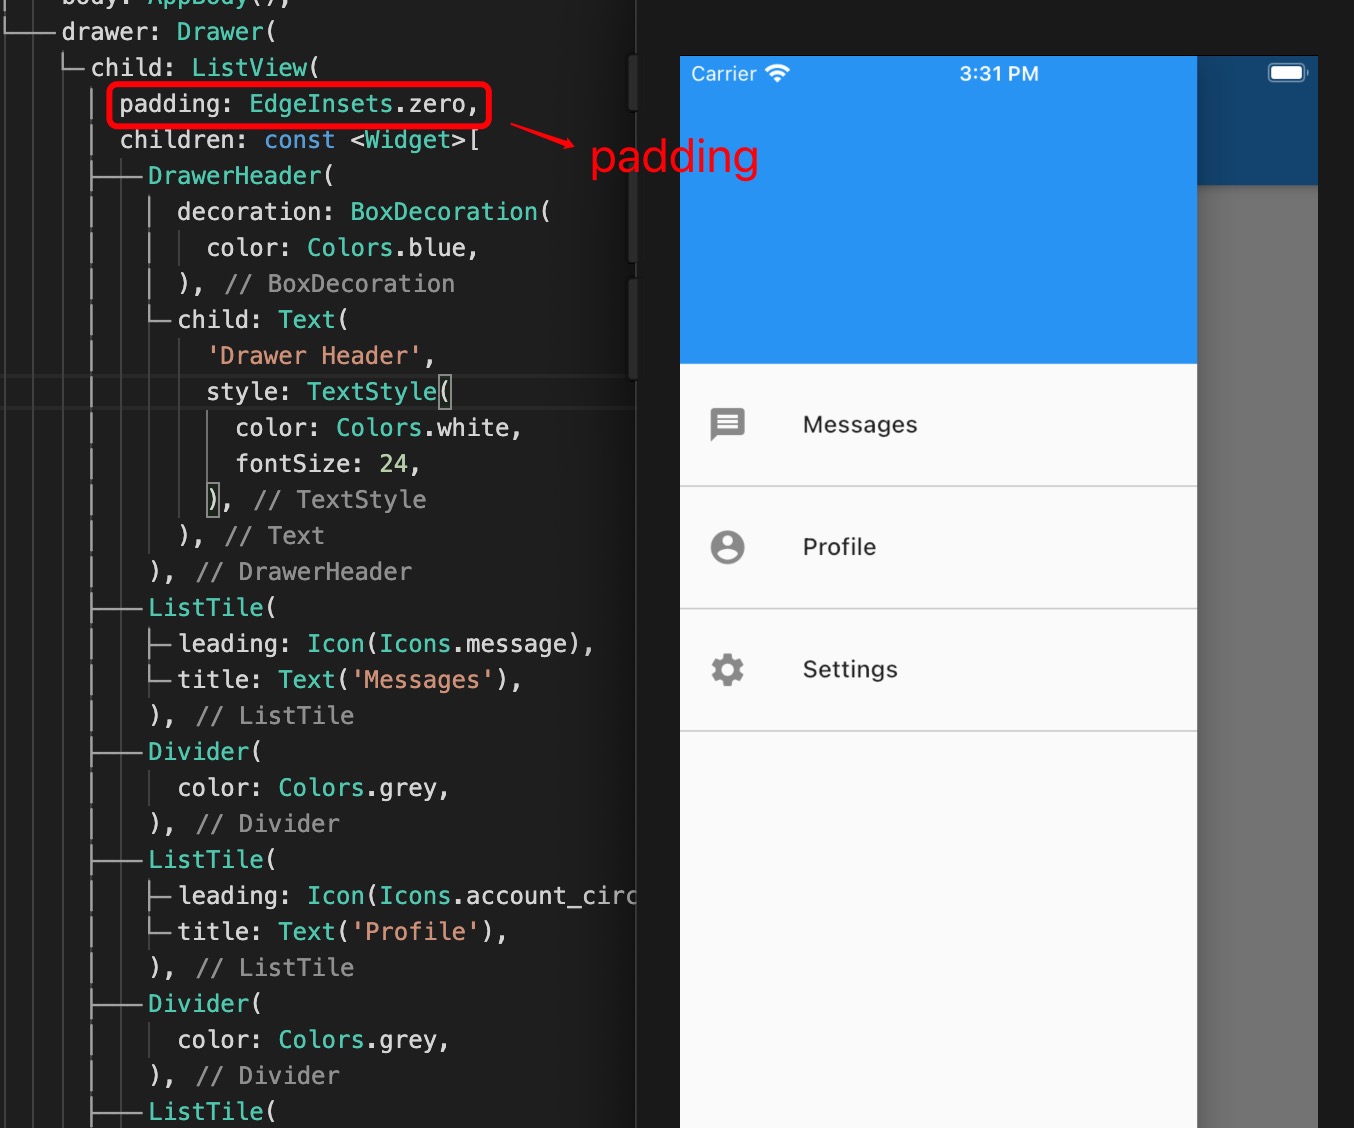 body: AppBody(),
drawer: Drawer(
child: ListView(
padding: EdgeInsets.zero,
children: const <Widget>[
DrawerHeader(
decoration: BoxDecoration(
color: Colors.blue,
), // BoxDecoration
child: Text(
'Drawer Header',
style: TextStyle(
color: Colors.white,
fontSize: 24,
), // TextStyle
), // Text
), // DrawerHeader
ListTile(
leading: Icon(Icons.message),
title: Text('Messages'),
), // ListTile
Divider(
color: Colors.grey,
), // Divider
ListTile(
leading: Icon(Icons.account_circ
title: Text('Profile'),
), // ListTile
Divider(
color: Colors.grey,
), // Divider
ListTile(
padding
Carrier 3:31 PM
Messages
Profile
Settings